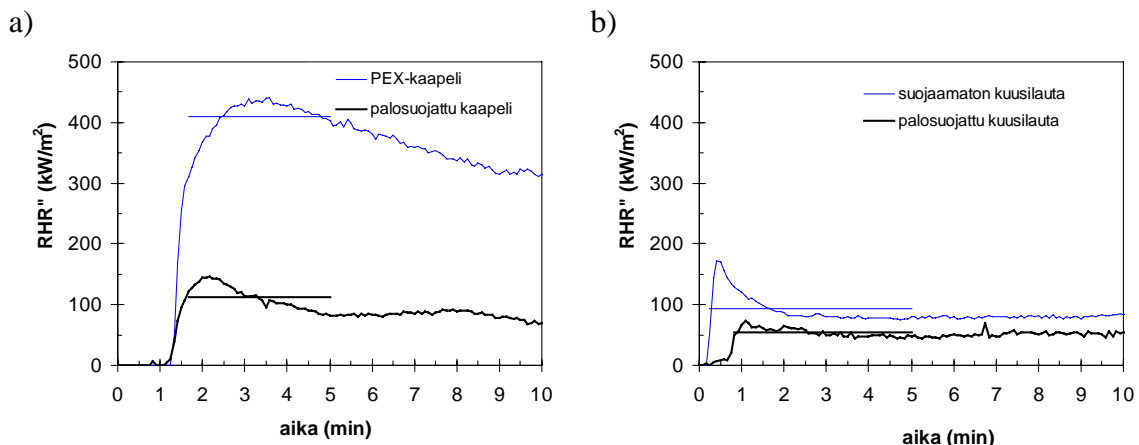 a)
500
400
300
200
100
0
RHR" (kW/m²)
PEX-kaapeli
palosuojattu kaapeli
0 1 2 3 4 5 6 7 8 9 10
aika (min)
b)
500
400
300
200
100
0
RHR" (kW/m²)
suojaamaton kuusilauta
palosuojattu kuusilauta
0 1 2 3 4 5 6 7 8 9 10
aika (min)